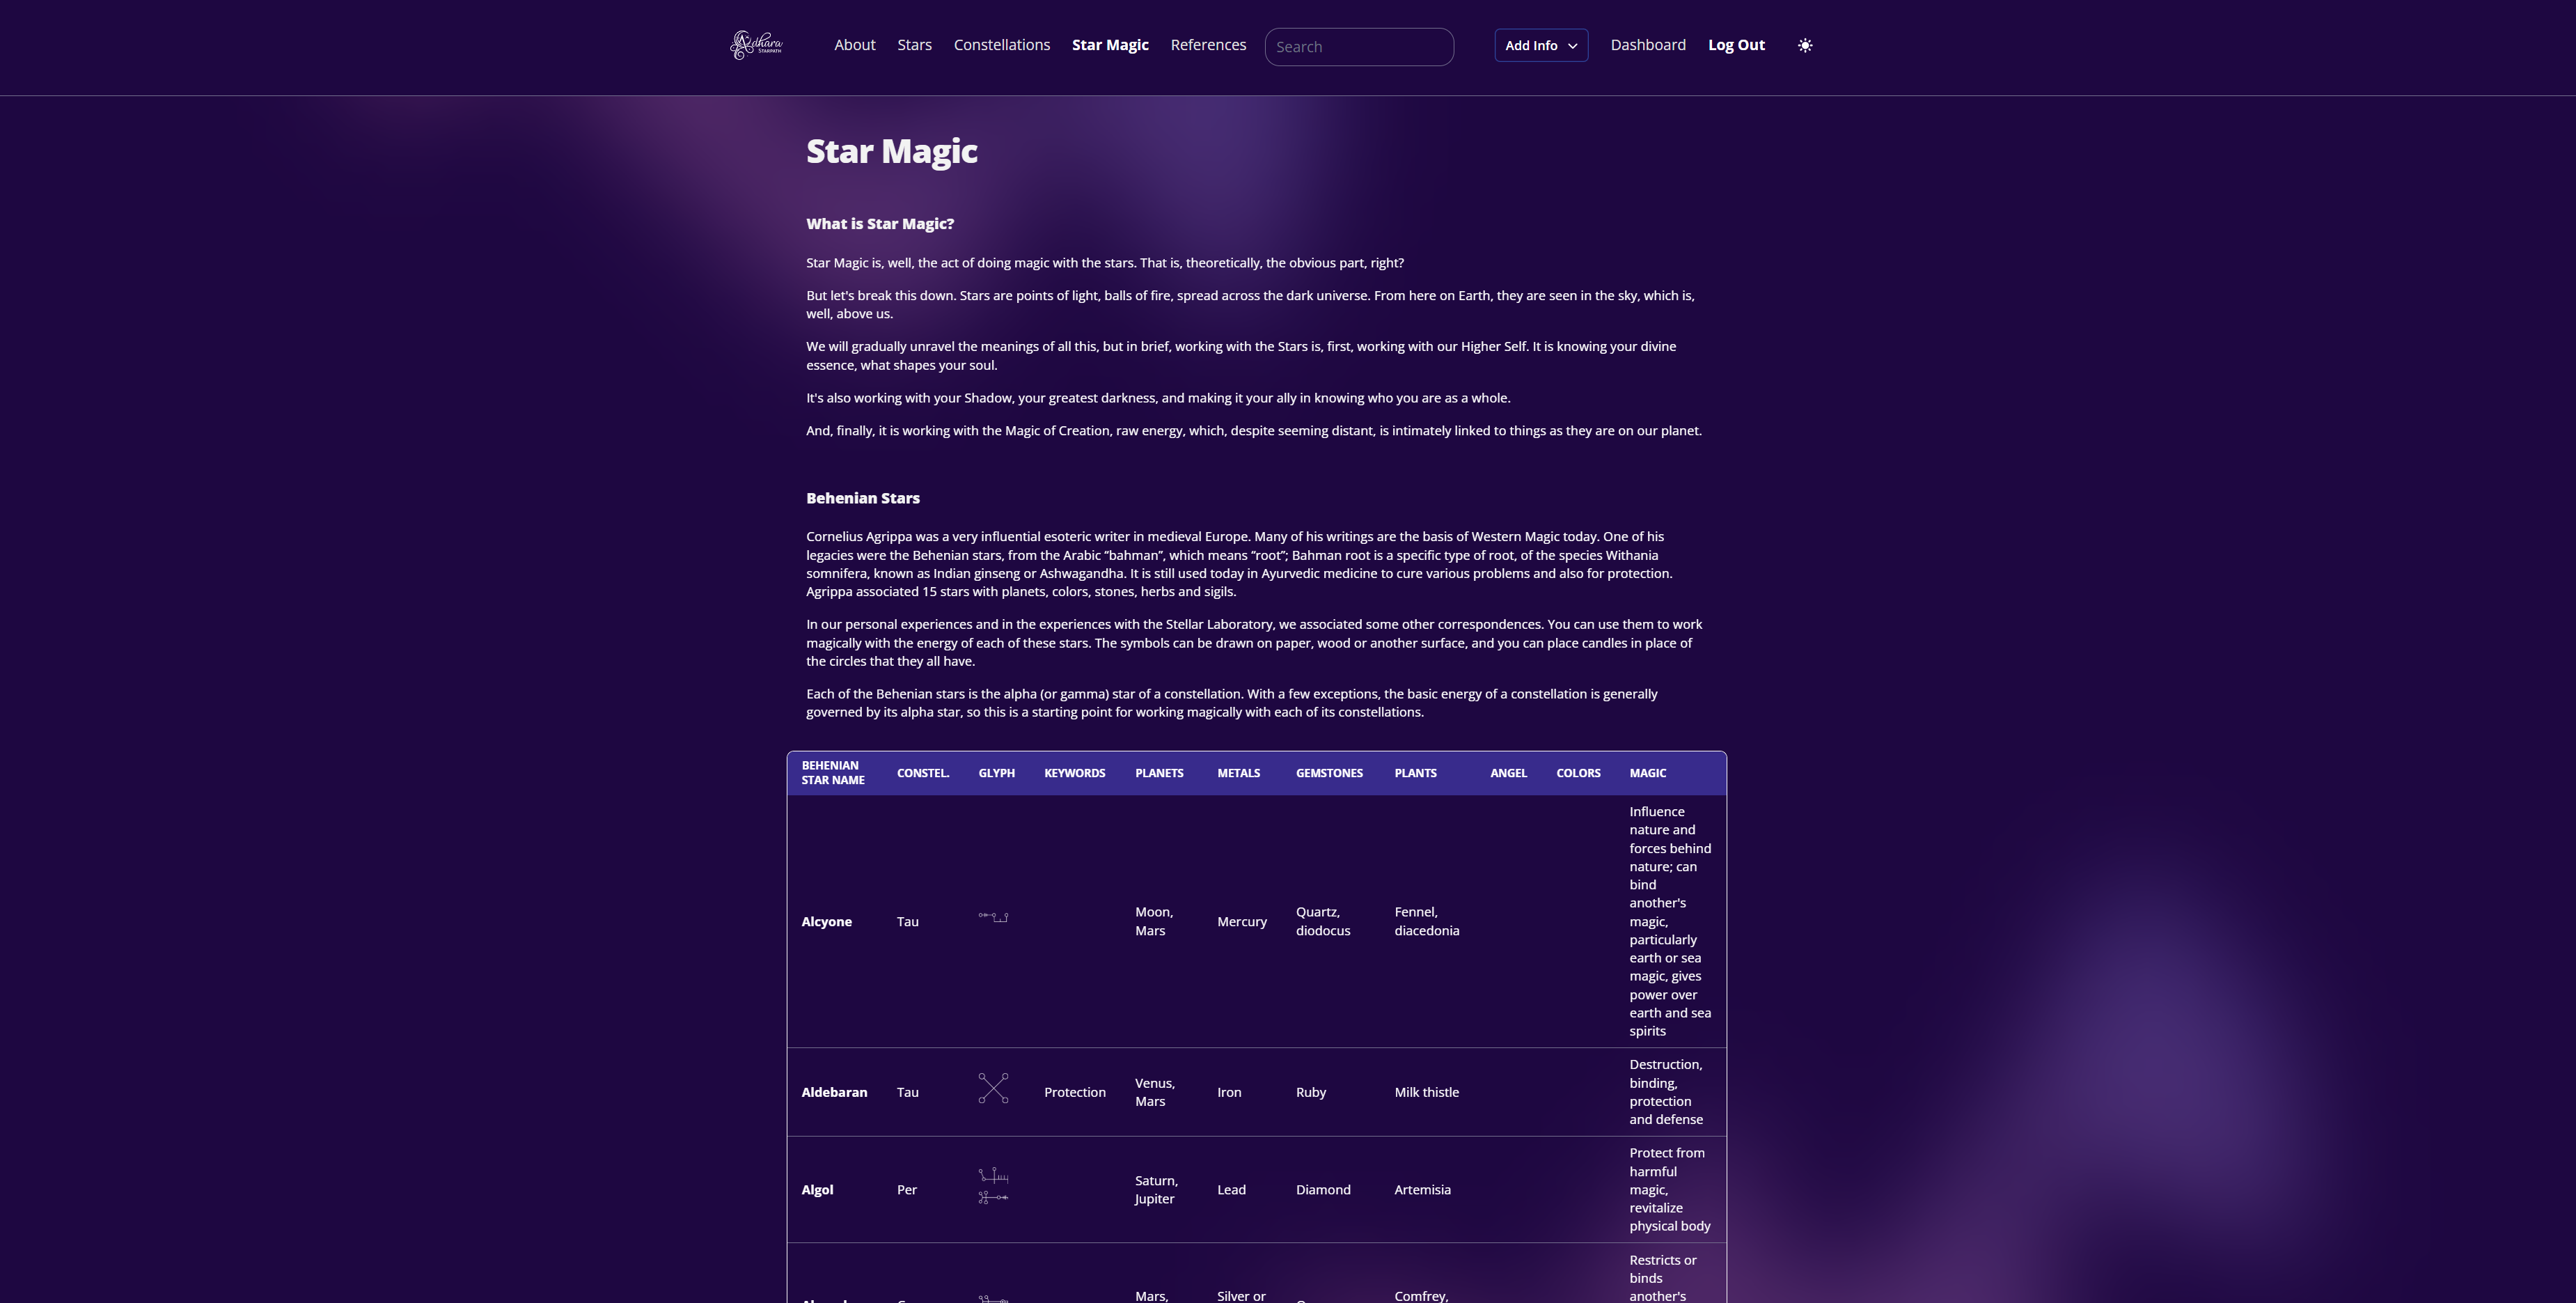 Adhara
STARPATH
About Stars Constellations Star Magic References Search Add Info Dashboard Log Out
Star Magic
What is Star Magic?
Star Magic is, well, the act of doing magic with the stars. That is, theoretically, the obvious part, right?
But let's break this down. Stars are points of light, balls of fire, spread across the dark universe. From here on Earth, they are seen in the sky, which is,
well, above us.
We will gradually unravel the meanings of all this, but in brief, working with the Stars is, first, working with our Higher Self. It is knowing your divine
essence, what shapes your soul.
It's also working with your Shadow, your greatest darkness, and making it your ally in knowing who you are as a whole.
And, finally, it is working with the Magic of Creation, raw energy, which, despite seeming distant, is intimately linked to things as they are on our planet.
Behenian Stars
Cornelius Agrippa was a very influential esoteric writer in medieval Europe. Many of his writings are the basis of Western Magic today. One of his
legacies were the Behenian stars, from the Arabic “bahman”, which means “root”; Bahman root is a specific type of root, of the species Withania
somnifera, known as Indian ginseng or Ashwagandha. It is still used today in Ayurvedic medicine to cure various problems and also for protection.
Agrippa associated 15 stars with planets, colors, stones, herbs and sigils.
In our personal experiences and in the experiences with the Stellar Laboratory, we associated some other correspondences. You can use them to work
magically with the energy of each of these stars. The symbols can be drawn on paper, wood or another surface, and you can place candles in place of
the circles that they all have.
Each of the Behenian stars is the alpha (or gamma) star of a constellation. With a few exceptions, the basic energy of a constellation is generally
governed by its alpha star, so this is a starting point for working magically with each of its constellations.
BEHENIAN
STAR NAME
CONSTEL. GLYPH KEYWORDS PLANETS METALS GEMSTONES PLANTS ANGEL COLORS MAGIC
Alcyone
Tau
Moon,
Mars
Mercury
Quartz,
diodocus
Fennel,
diacedonia
Influence
nature and
forces behind
nature; can
bind
another's
magic,
particularly
earth or sea
magic, gives
power over
earth and sea
spirits
Aldebaran
Tau
Protection
Venus,
Mars
Iron
Ruby
Milk thistle
Destruction,
binding,
protection
and defense
Algol
Per
Saturn,
Jupiter
Lead
Diamond
Artemisia
Protect from
harmful
magic,
revitalize
physical body
Mars,
Silver or
Comfrey,
Restricts or
binds
another's